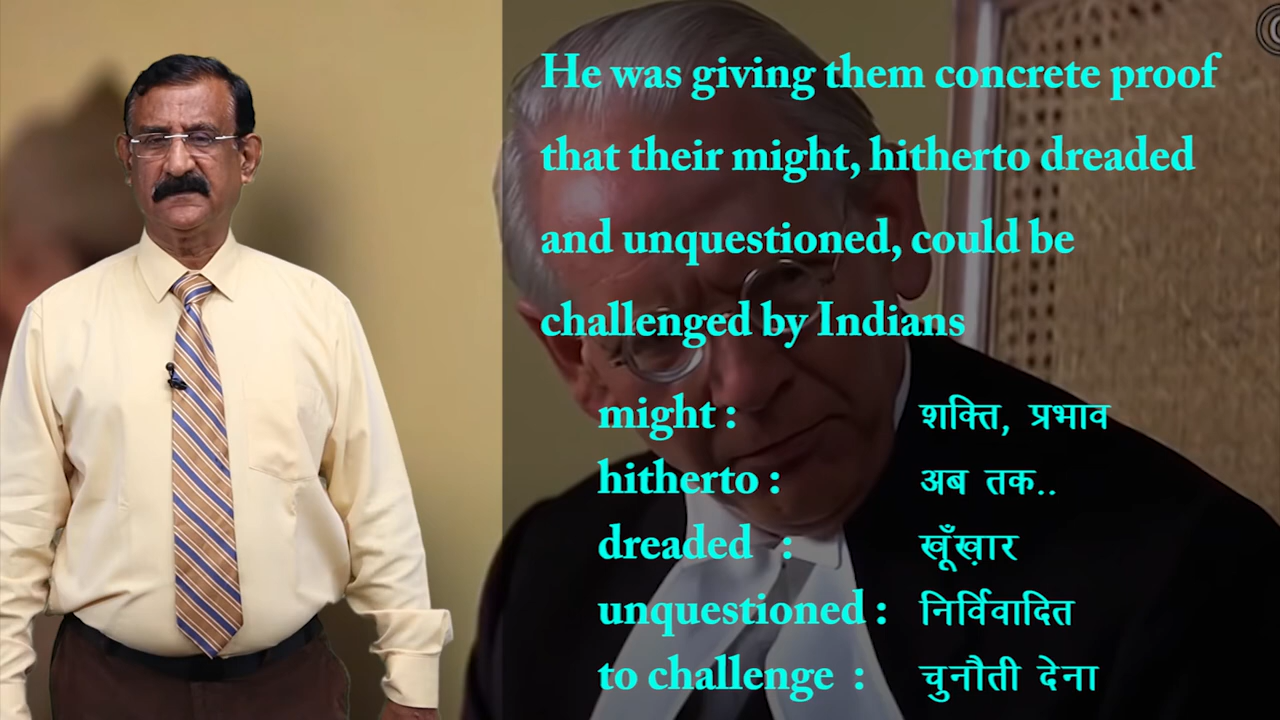 He was giving them concrete proof
that their might, hitherto dreaded
and unquestioned, could be
challenged by Indians
might : शक्ति, प्रभाव
hitherto : अब तक..
dreaded : खूँख़ार
unquestioned : निर्विवादित
to challenge : चुनौती देना